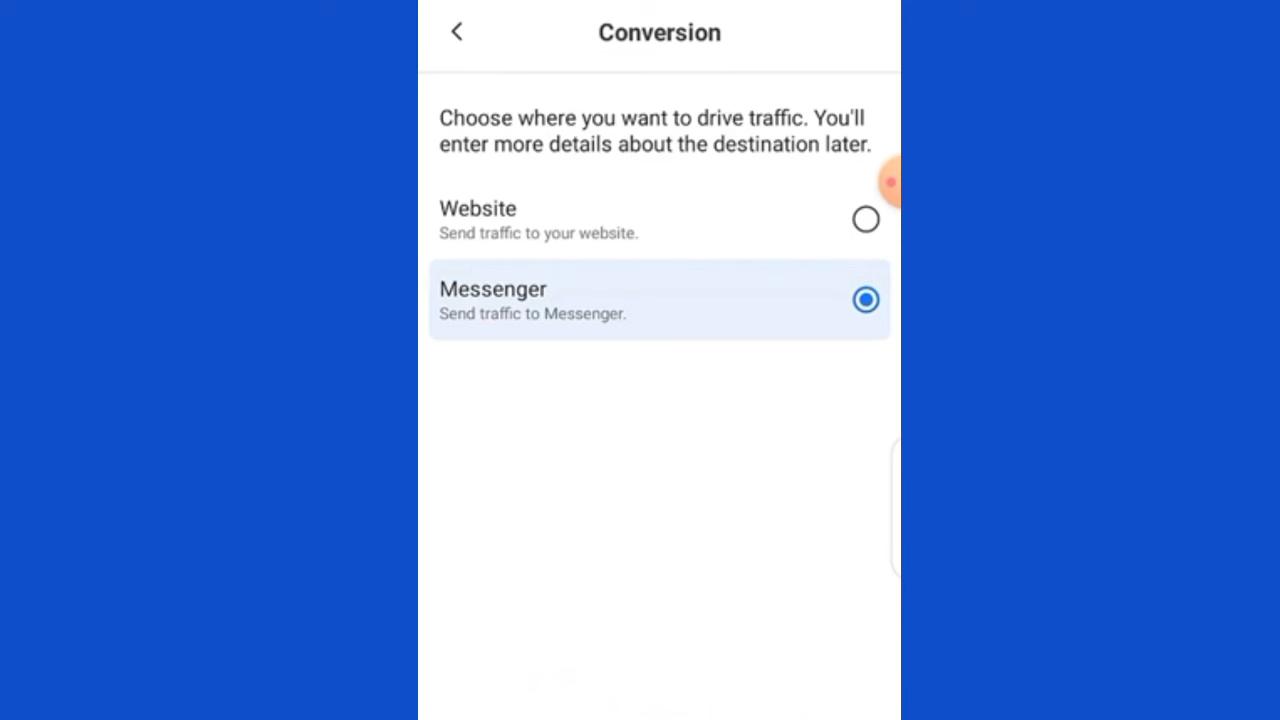 Conversion
Choose where you want to drive traffic. You'll
enter more details about the destination later.
Website
Send traffic to your website.
Messenger
Send traffic to Messenger.